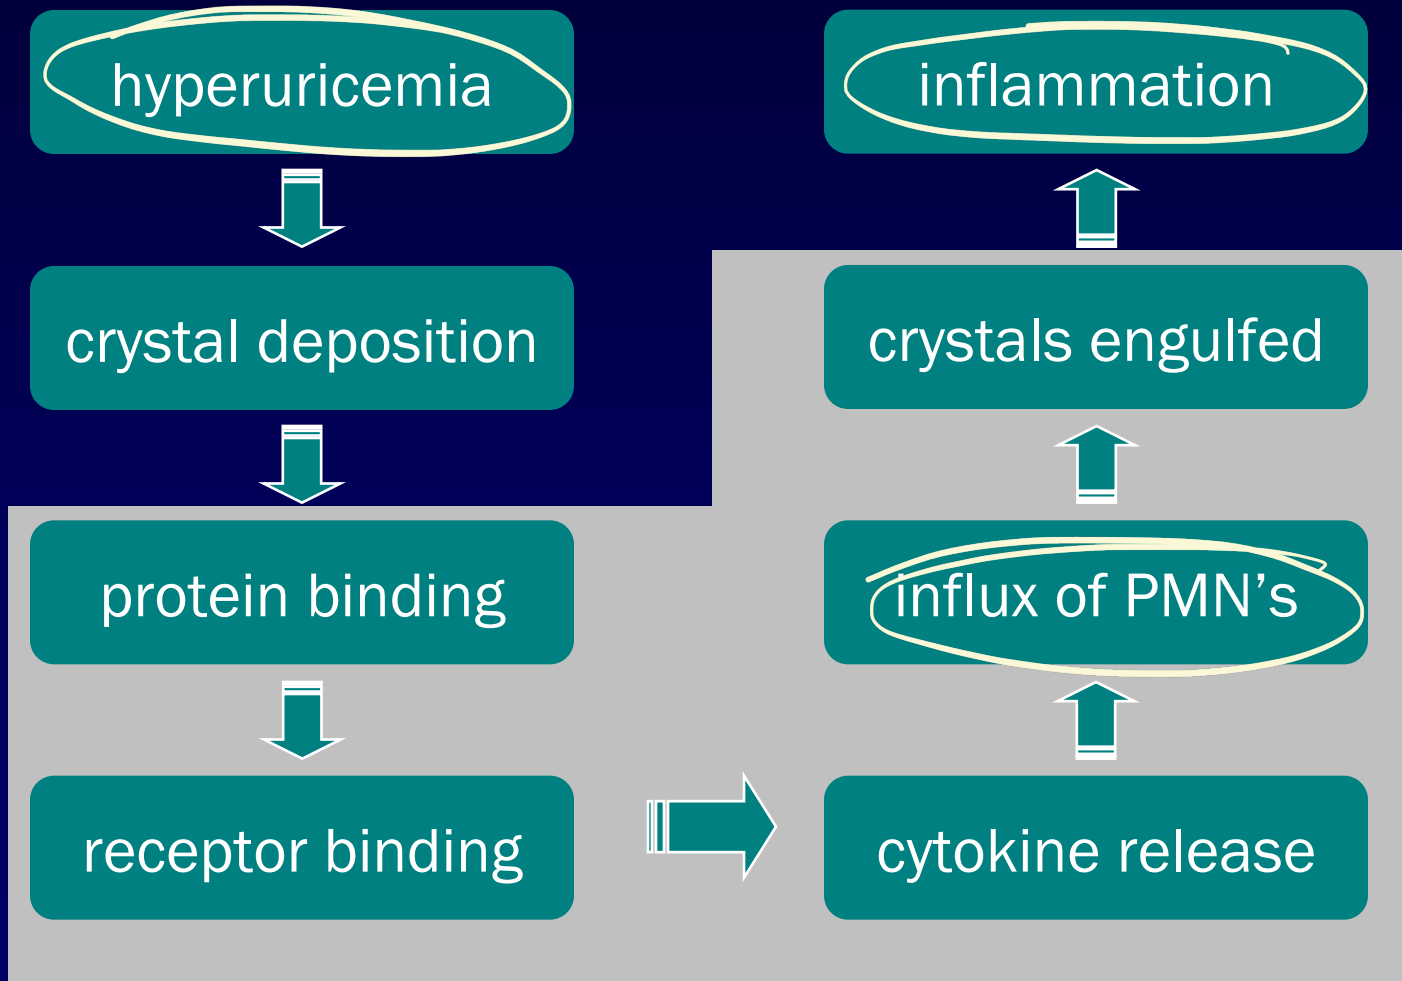 hyperuricemia
crystal deposition
protein binding
receptor binding
cytokine release
influx of PMN’s
crystals engulfed
inflammation